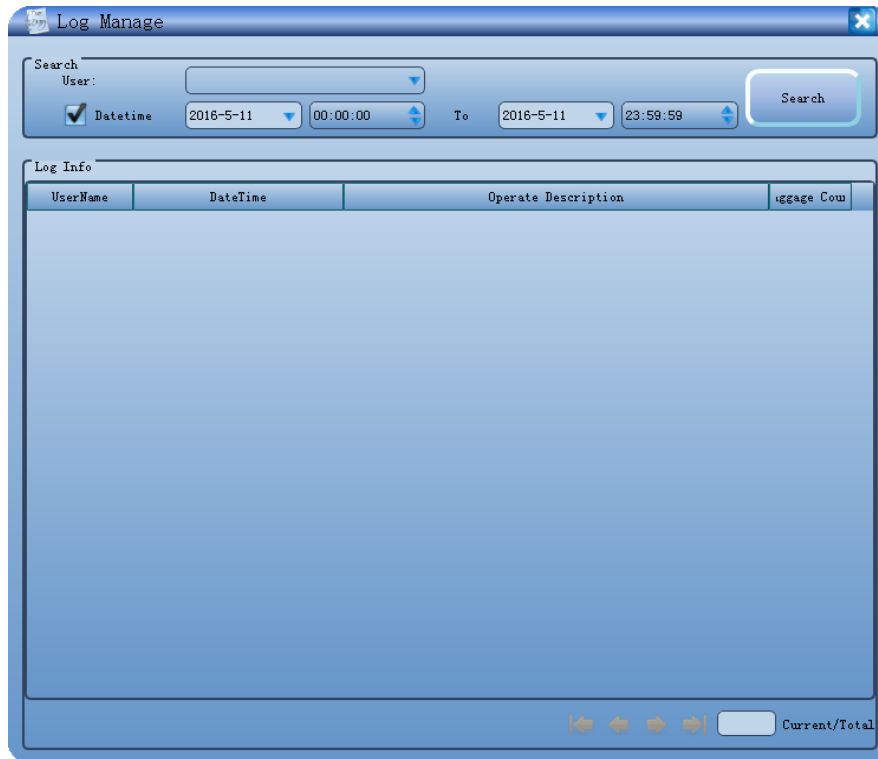 Log Manage
Search
User:
Datetime 2016-5-11 00:00:00 To 2016-5-11 23:59:59 Search
Log Info
UserName DateTime Operate Description ggage Cou
Current/Total